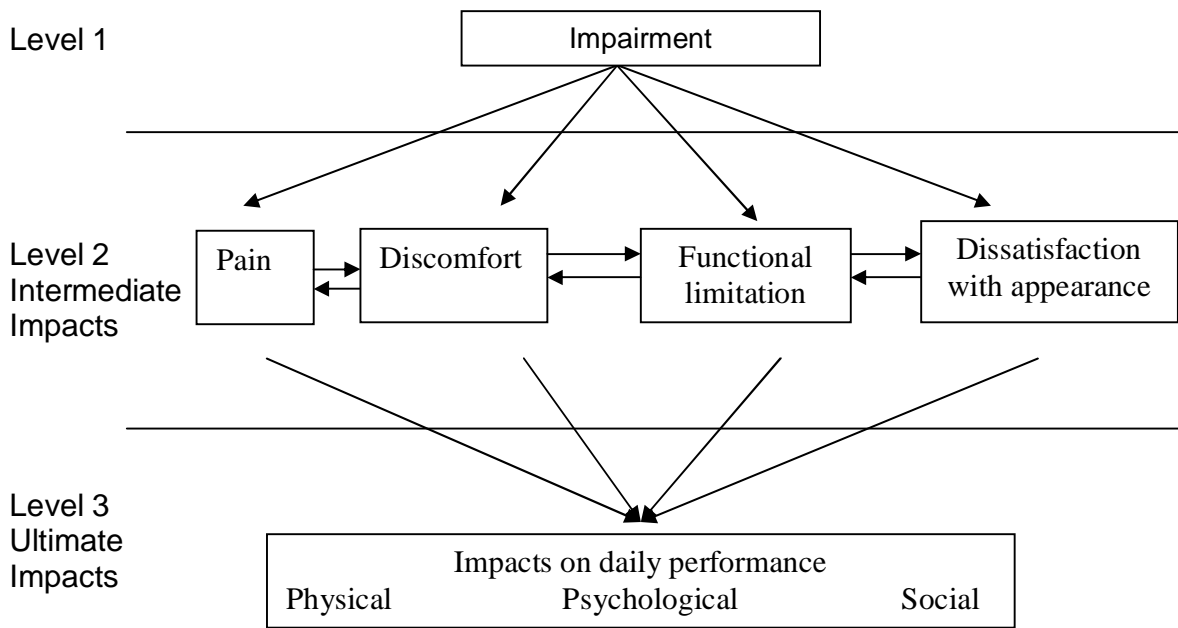 Level 1
Impairment
Level 2
Intermediate
Impacts
Pain
Discomfort
Functional
limitation
Dissatisfaction
with appearance
Level 3
Ultimate
Impacts
Impacts on daily performance
Physical Psychological Social